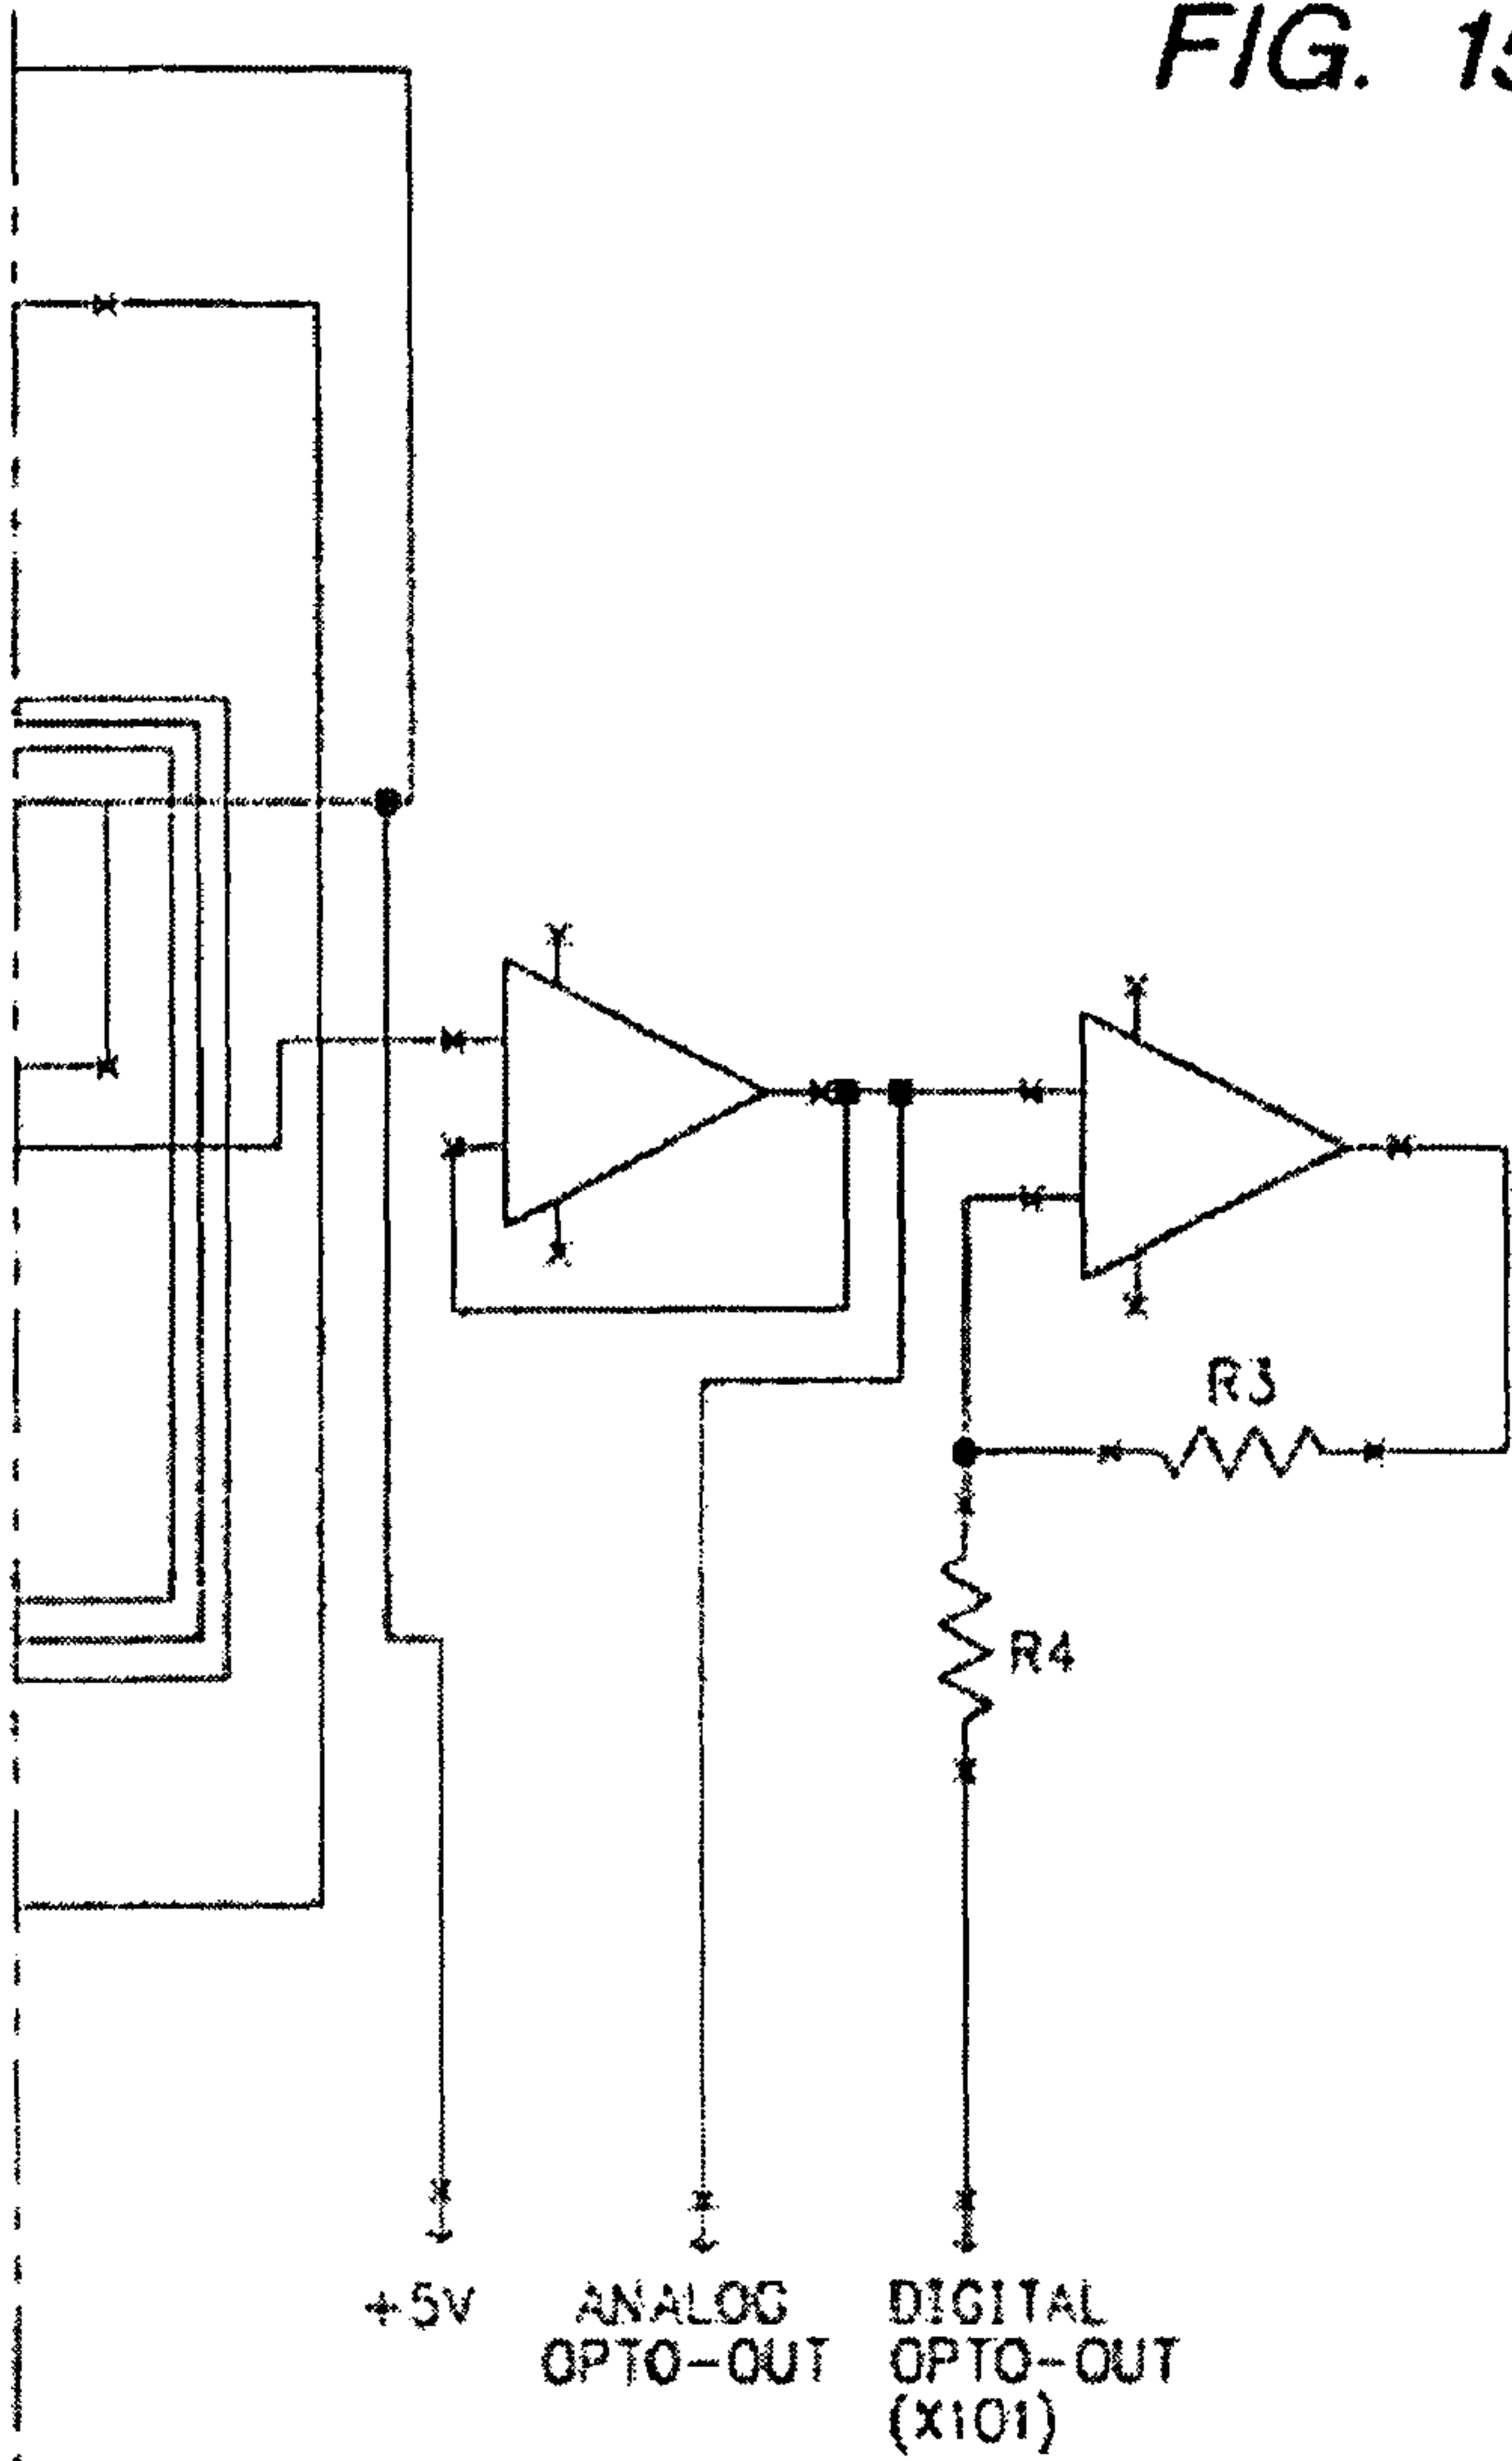 FIG. 15
R3
R4
+5V
ANALOG
OPTO-OUT
DIGITAL
OPTO-OUT
(X101)